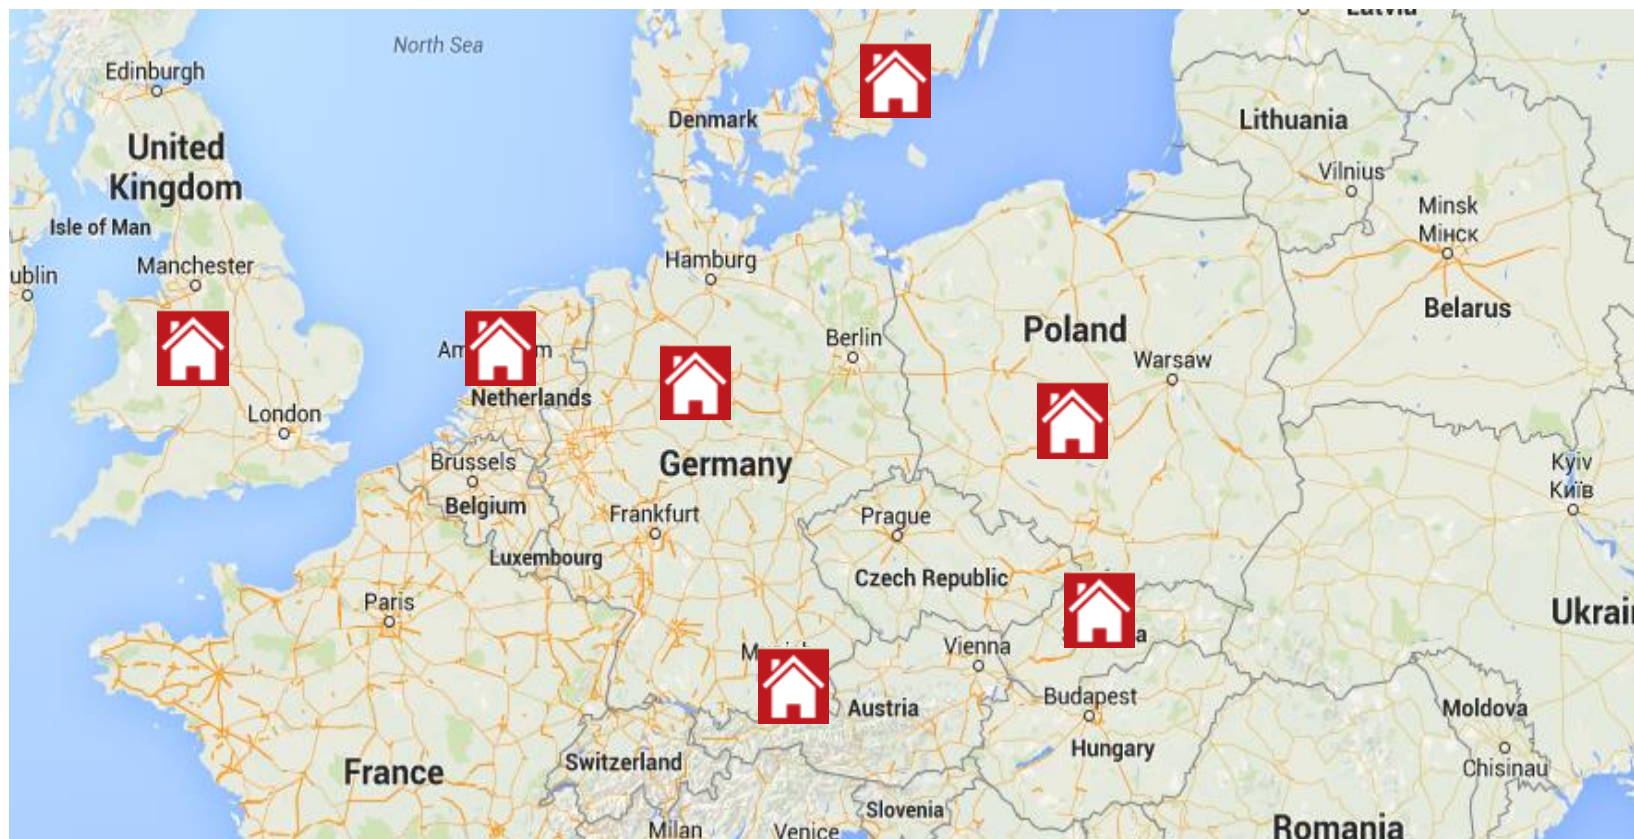 Latvia
North Sea
Edinburgh
Denmark
Lithuania
United
Kingdom
Vilnius
Isle of Man
Minsk
Мінск
Manchester
Hamburg
ublin
Belarus
Poland
Berlin
Warsaw
Netherlands
London
Brussels
Germany
Kyiv
Київ
Belgium
Frankfurt
Prague
Luxembourg
Czech Republic
Paris
Ukrai
Vienna
Budapest
Austria
Moldova
Hungary
Switzerland
France
Chisinau
Slovenia
Milan
Venice
Romania